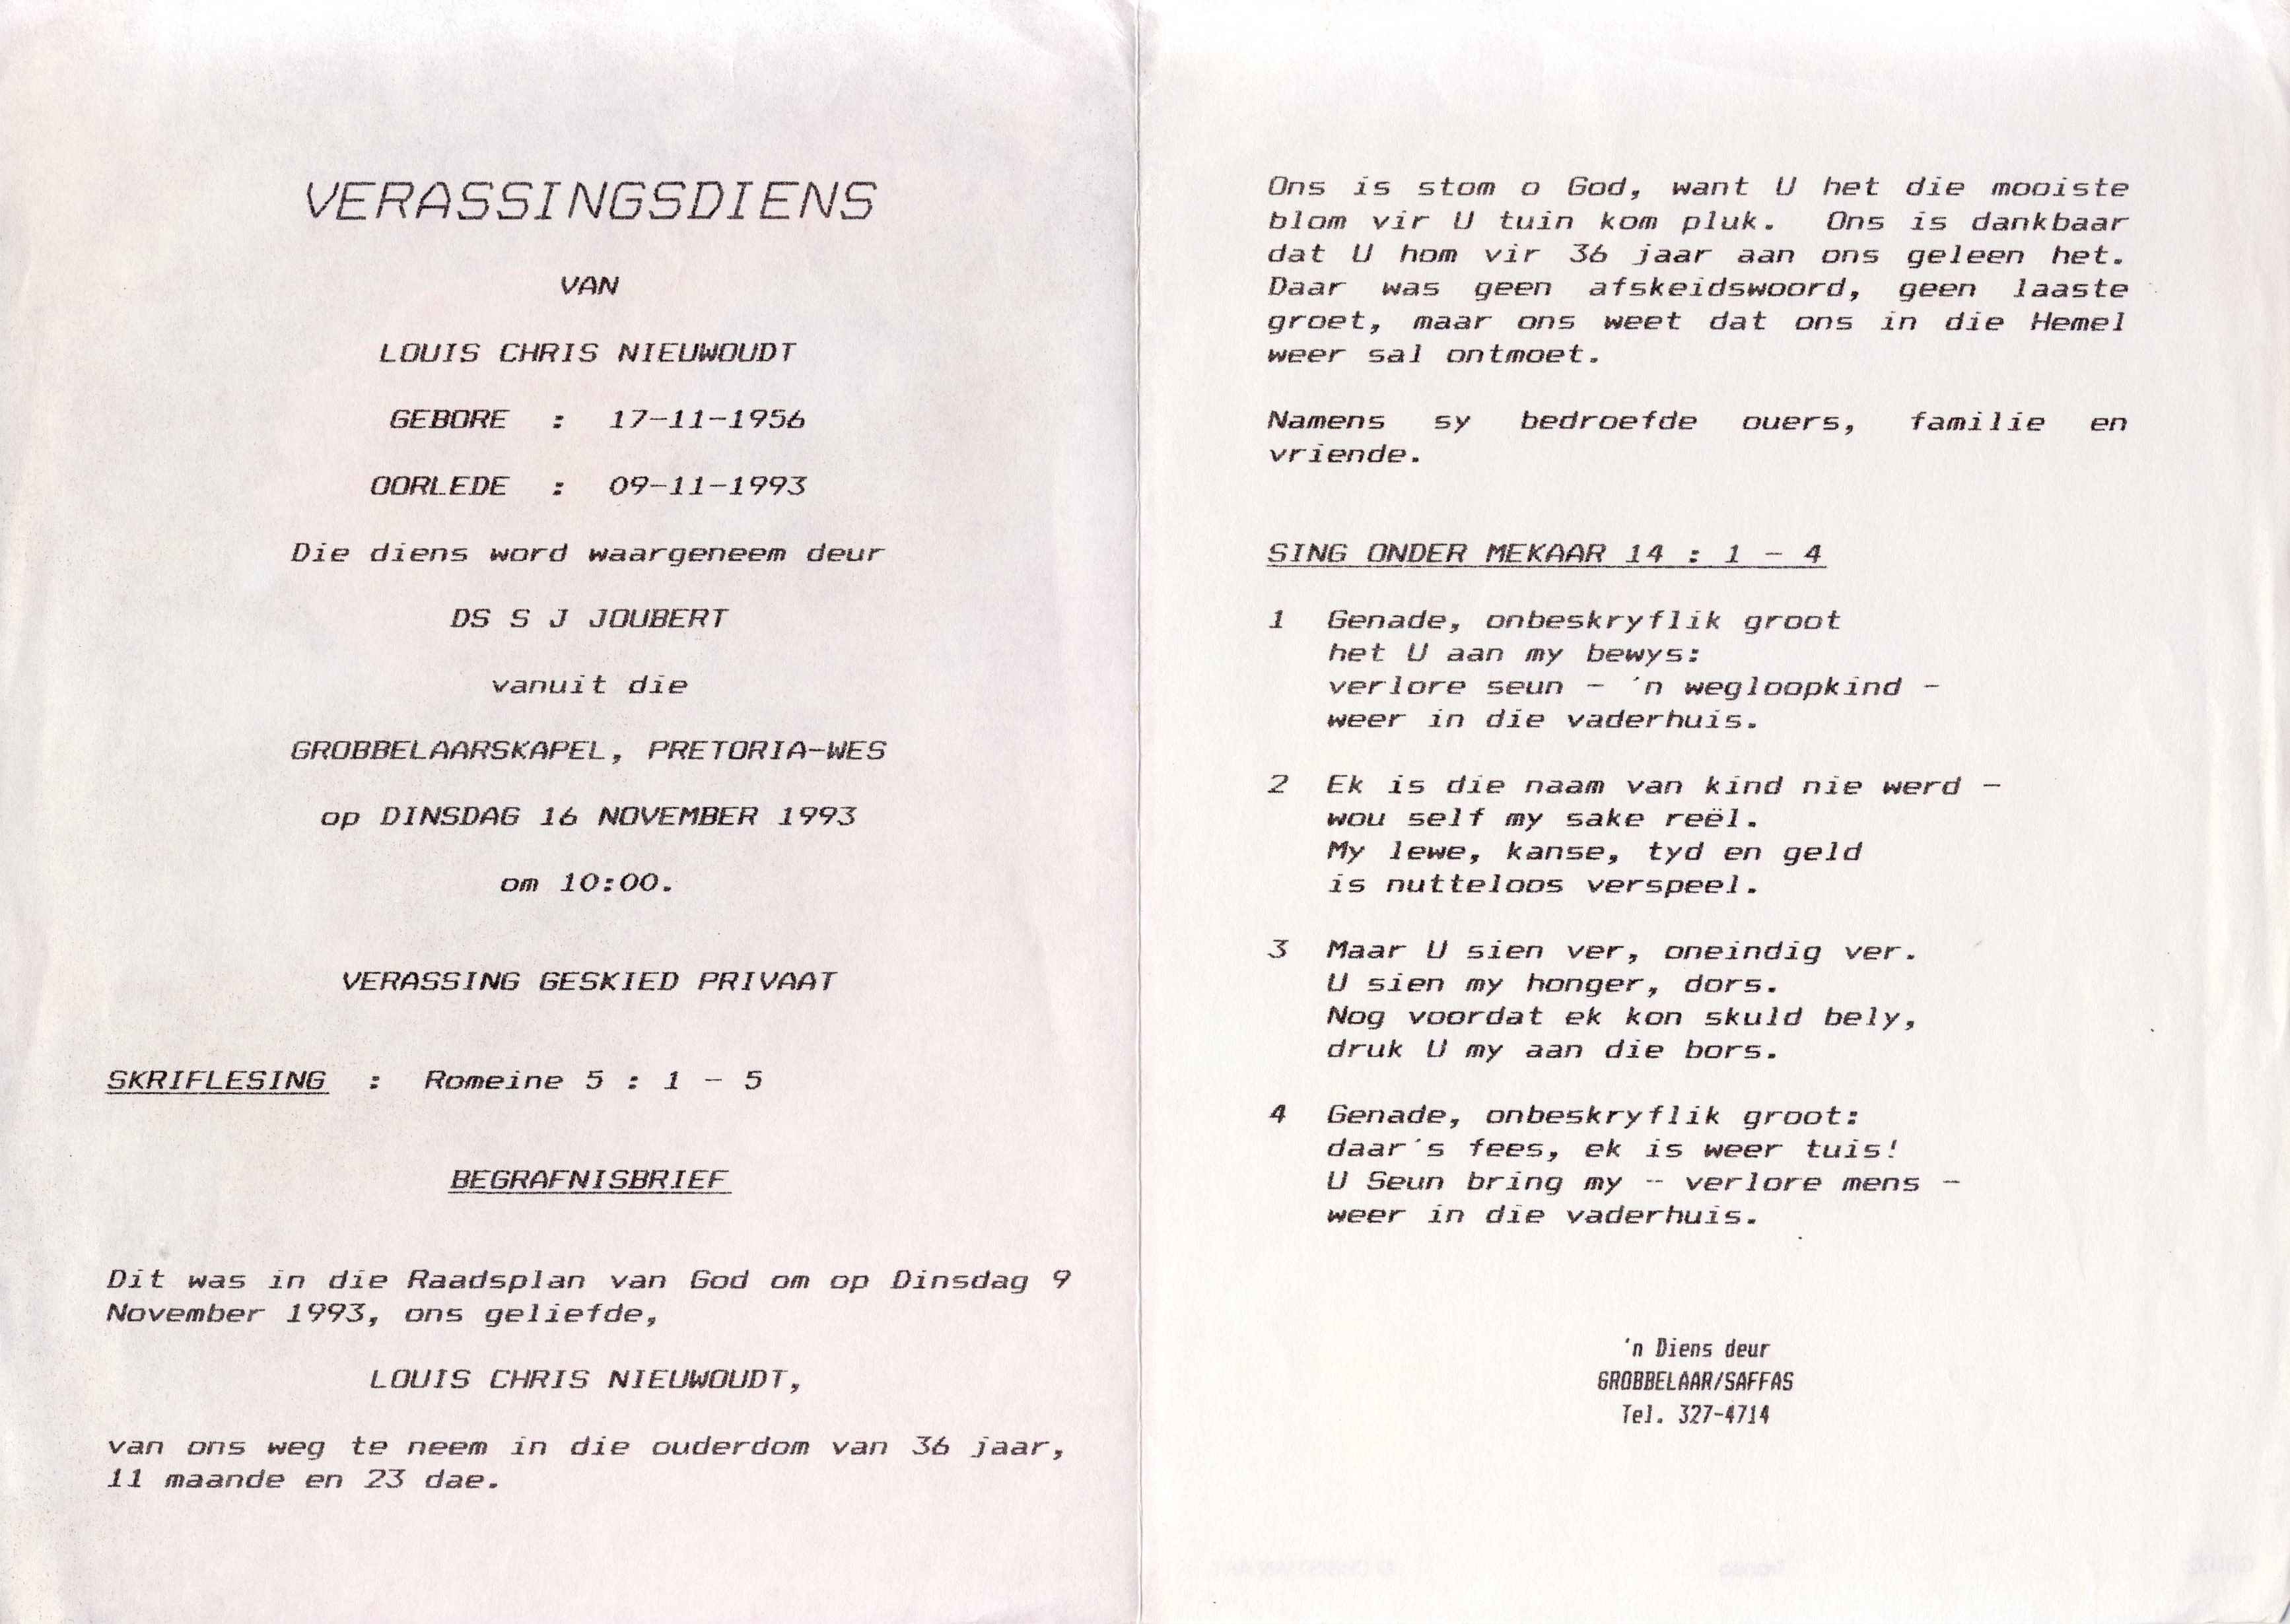 VERASSINGSDIENS
VAN
LOUIS CHRIS NIEUWOUDT
GEBORE : 17-11-1956
OORLEDE : 09-11-1993
Die diens word waargeneem deur
DS S J JOUBERT
vanuit die
GROBBELAARSKAPEL, PRETORIA-WES
op DINSDAG 16 NOVEMBER 1993
om 10:00.
VERASSING GESKIED PRIVAAT
SKRIFLESING : Romeine 5 : 1 - 5
BEGRAFNISBRIEF
Dit was in die Raadsplan van God om op Dinsdag 9
November 1993, ons geliefde,
LOUIS CHRIS NIEUWOUDT,
van ons weg te neem in die ouderdom van 36 jaar,
11 maande en 23 dae.
Ons is stom o God, want U het die mooiste
blom vir U tuin kom pluk. Ons is dankbaar
dat U hom vir 36 jaar aan ons geleen het.
Daar was geen afskeidswoord, geen laaste
groet, maar ons weet dat ons in die Hemel
weer sal ontmoet.
Namens sy bedroefde ouers, familie en
vriende.
SING ONDER MEKAAR 14 : 1 - 4
1 Genade, onbeskryflik groot
het U aan my bewys:
verlore seun - 'n wegloopkind -
weer in die vaderhuis.
2 Ek is die naam van kind nie werd -
wou self my sake reël.
My lewe, kanse, tyd en geld
is nutteloos verspeel.
3 Maar U sien ver, oneindig ver.
U sien my honger, dors.
Nog voordat ek kon skuld bely,
druk U my aan die bors.
4 Genade, onbeskryflik groot:
daar's fees, ek is weer tuis!
U Seun bring my - verlore mens -
weer in die vaderhuis.
'n Diens deur
GROBBELAAR/SAFFAS
Tel. 327-4714